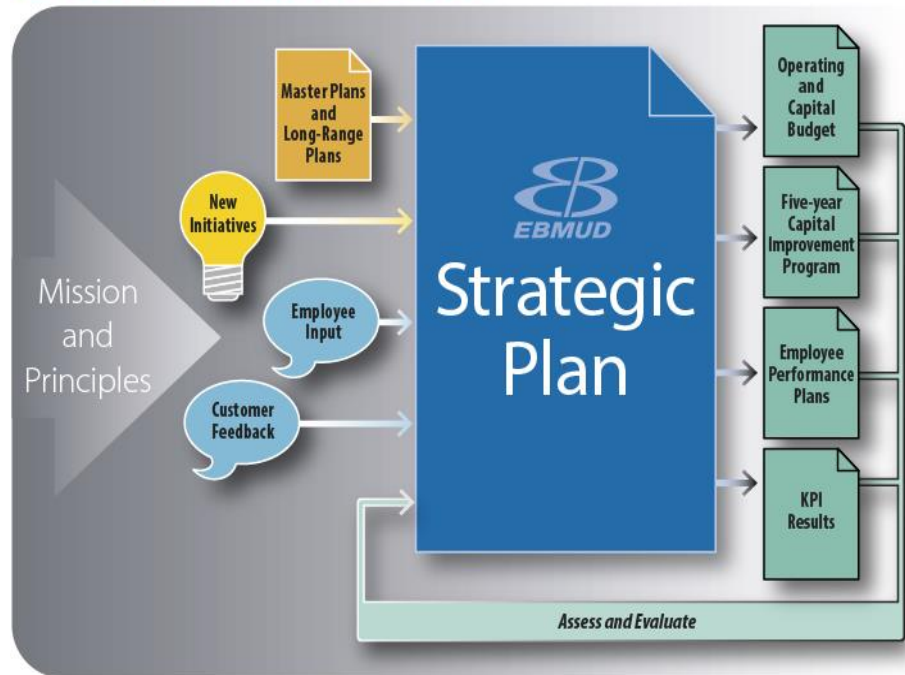 Mission
and
Principles
Master Plans
and
Long-Range
Plans
New
Initiatives
Employee
Input
Customer
Feedback
EBMUD
Strategic
Plan
Operating
and
Capital
Budget
Five-year
Capital
Improvement
Program
Employee
Performance
Plans
KPI
Results
Assess and Evaluate